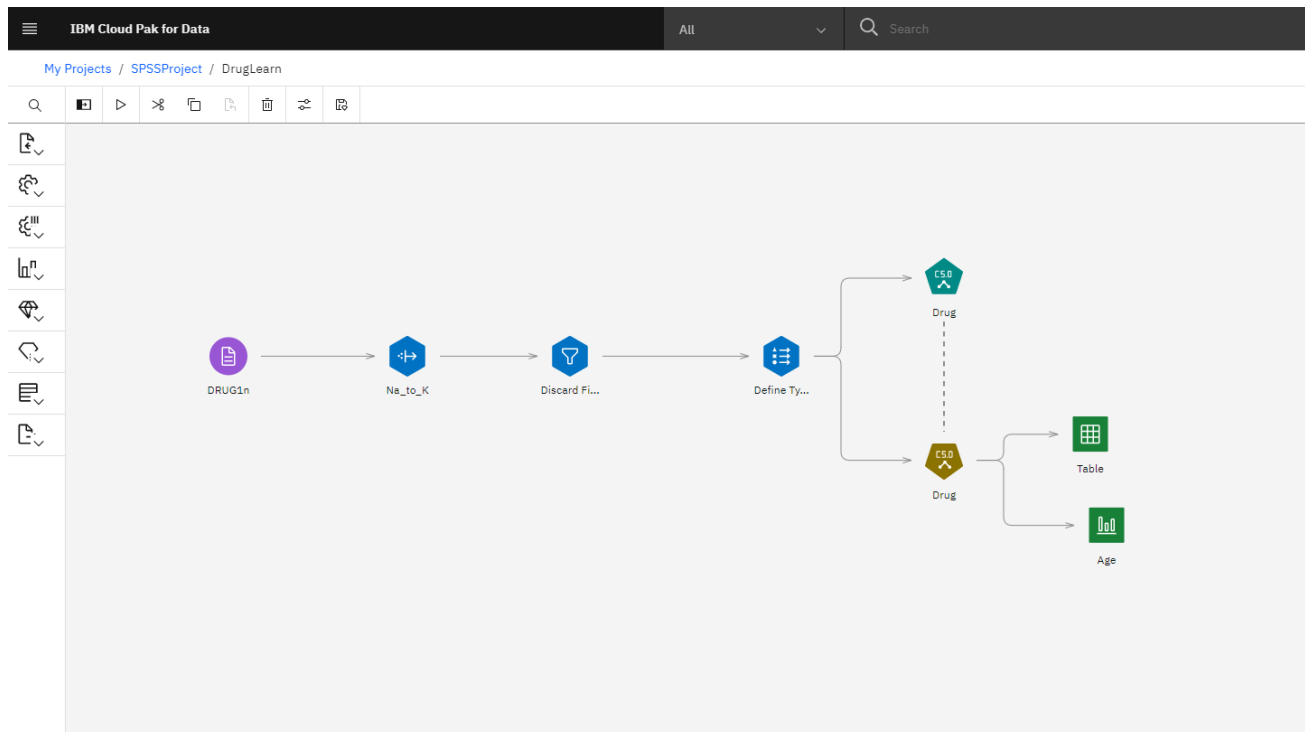 IBM Cloud Pak for Data
All
Search
My Projects / SPSSProject / DrugLearn
C5.0
Drug
DRUG1n
Na_to_K
Discard Fi...
Define Ty...
C5.0
Drug
Table
Age